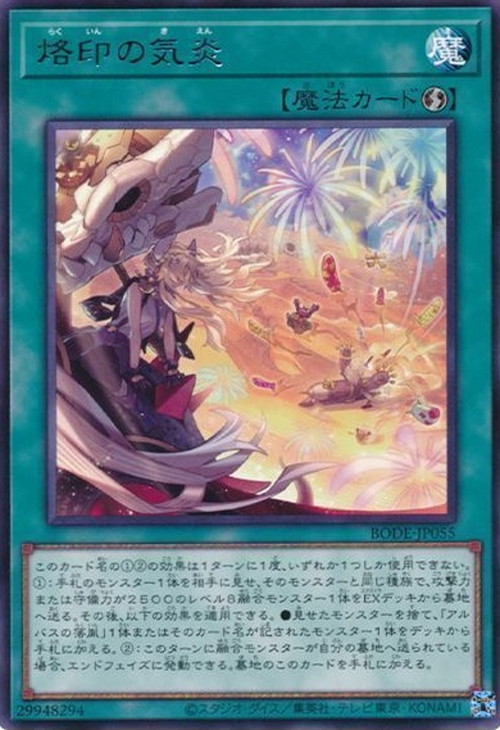 烙印の気炎
【魔法カード】
BODE-JP055
このカード名の①②の効果は1ターンに1度、いずれか1つしか使用できない。
①:手札のモンスター1体を相手に見せ、そのモンスターと同じ種族で、攻撃力
または守備力が2500のレベル8融合モンスター1体をEXデッキから墓地
へ送る。その後、以下の効果を適用できる。●見せたモンスターを捨て、「アル
バスの落胤」1体またはそのカード名が記されたモンスター1体をデッキから
手札に加える。②:このターンに融合モンスターが自分の墓地へ送られている
場合、エンドフェイズに発動できる。墓地のこのカードを手札に加える。
29948294
©スタジオ・ダイス/集英社・テレビ東京・KONAMI